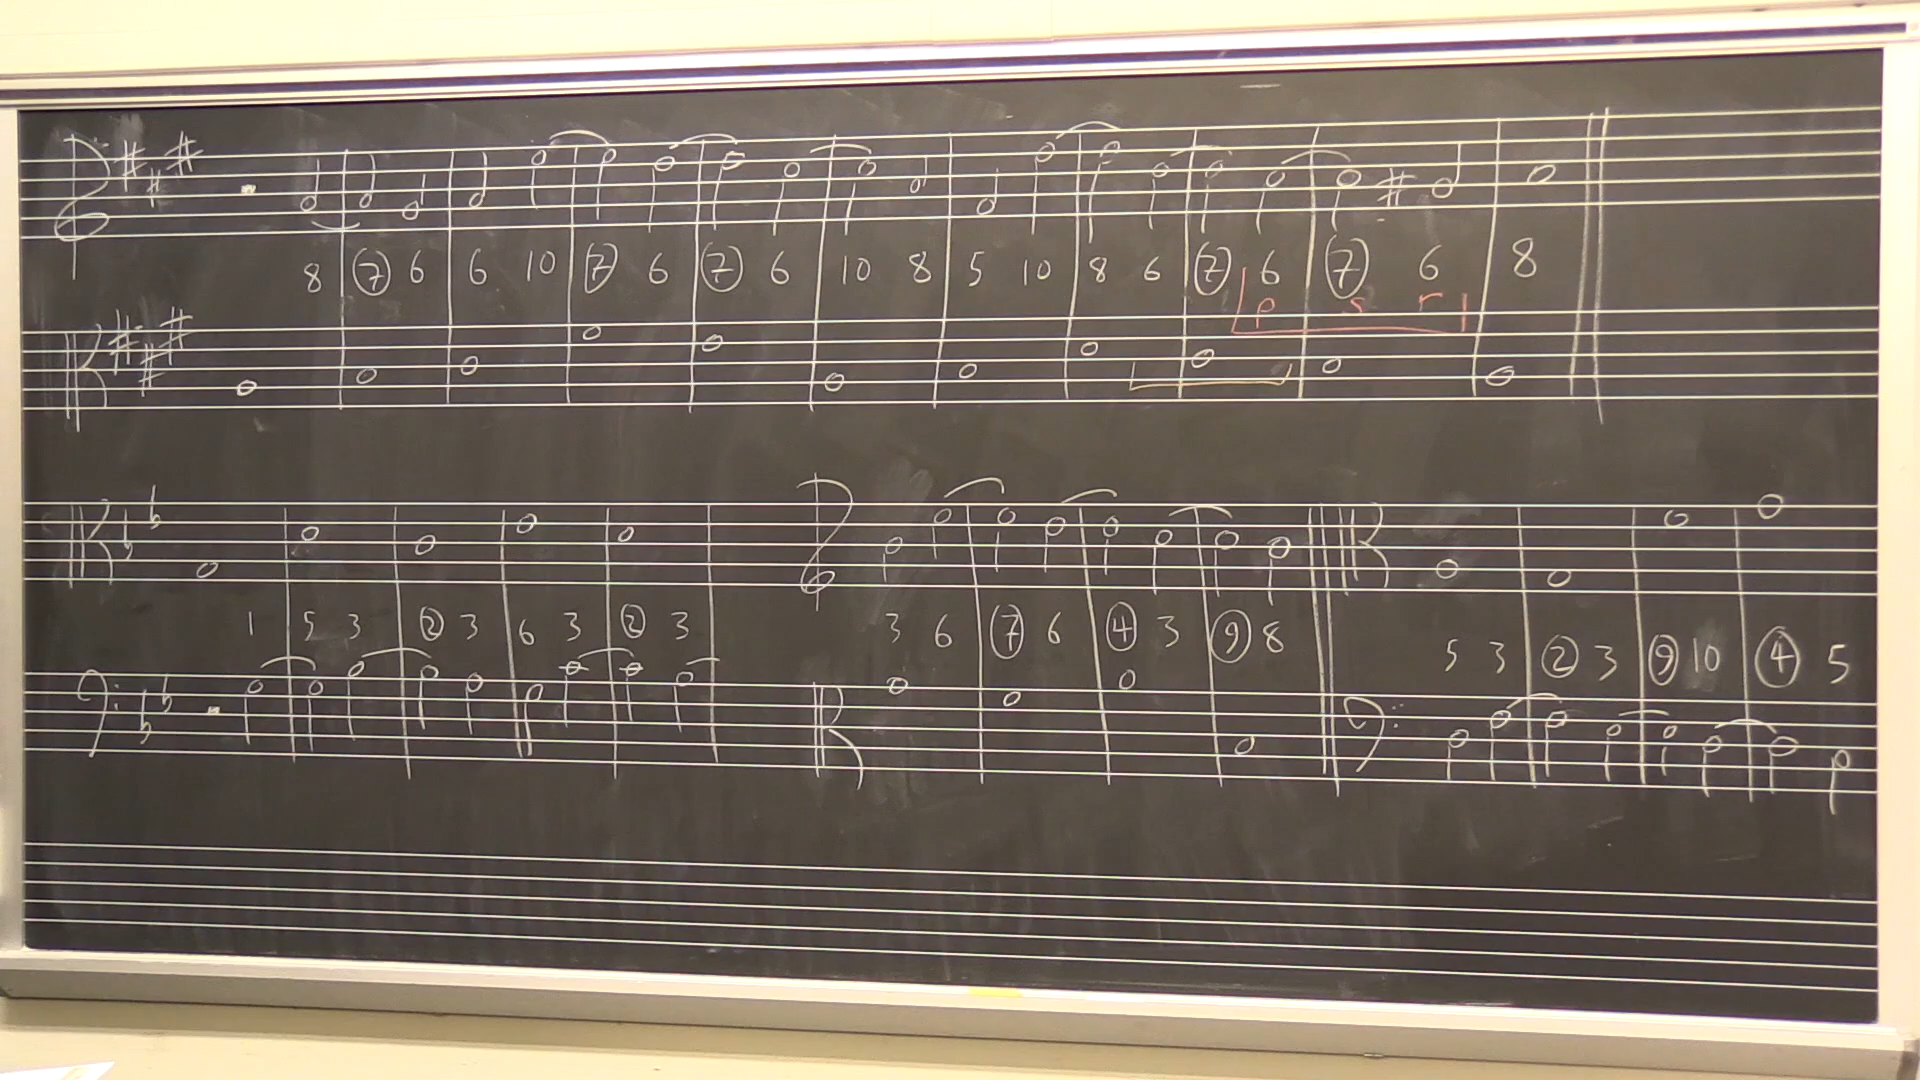 8 7 6 6 10 7 6 7 6 10 8 5 10 8 6 7 6 7 6 8
p s r
1 5 3 2 3 6 3 2 3
3 6 7 6 4 3 9 8
5 3 2 3 9 10 4 5